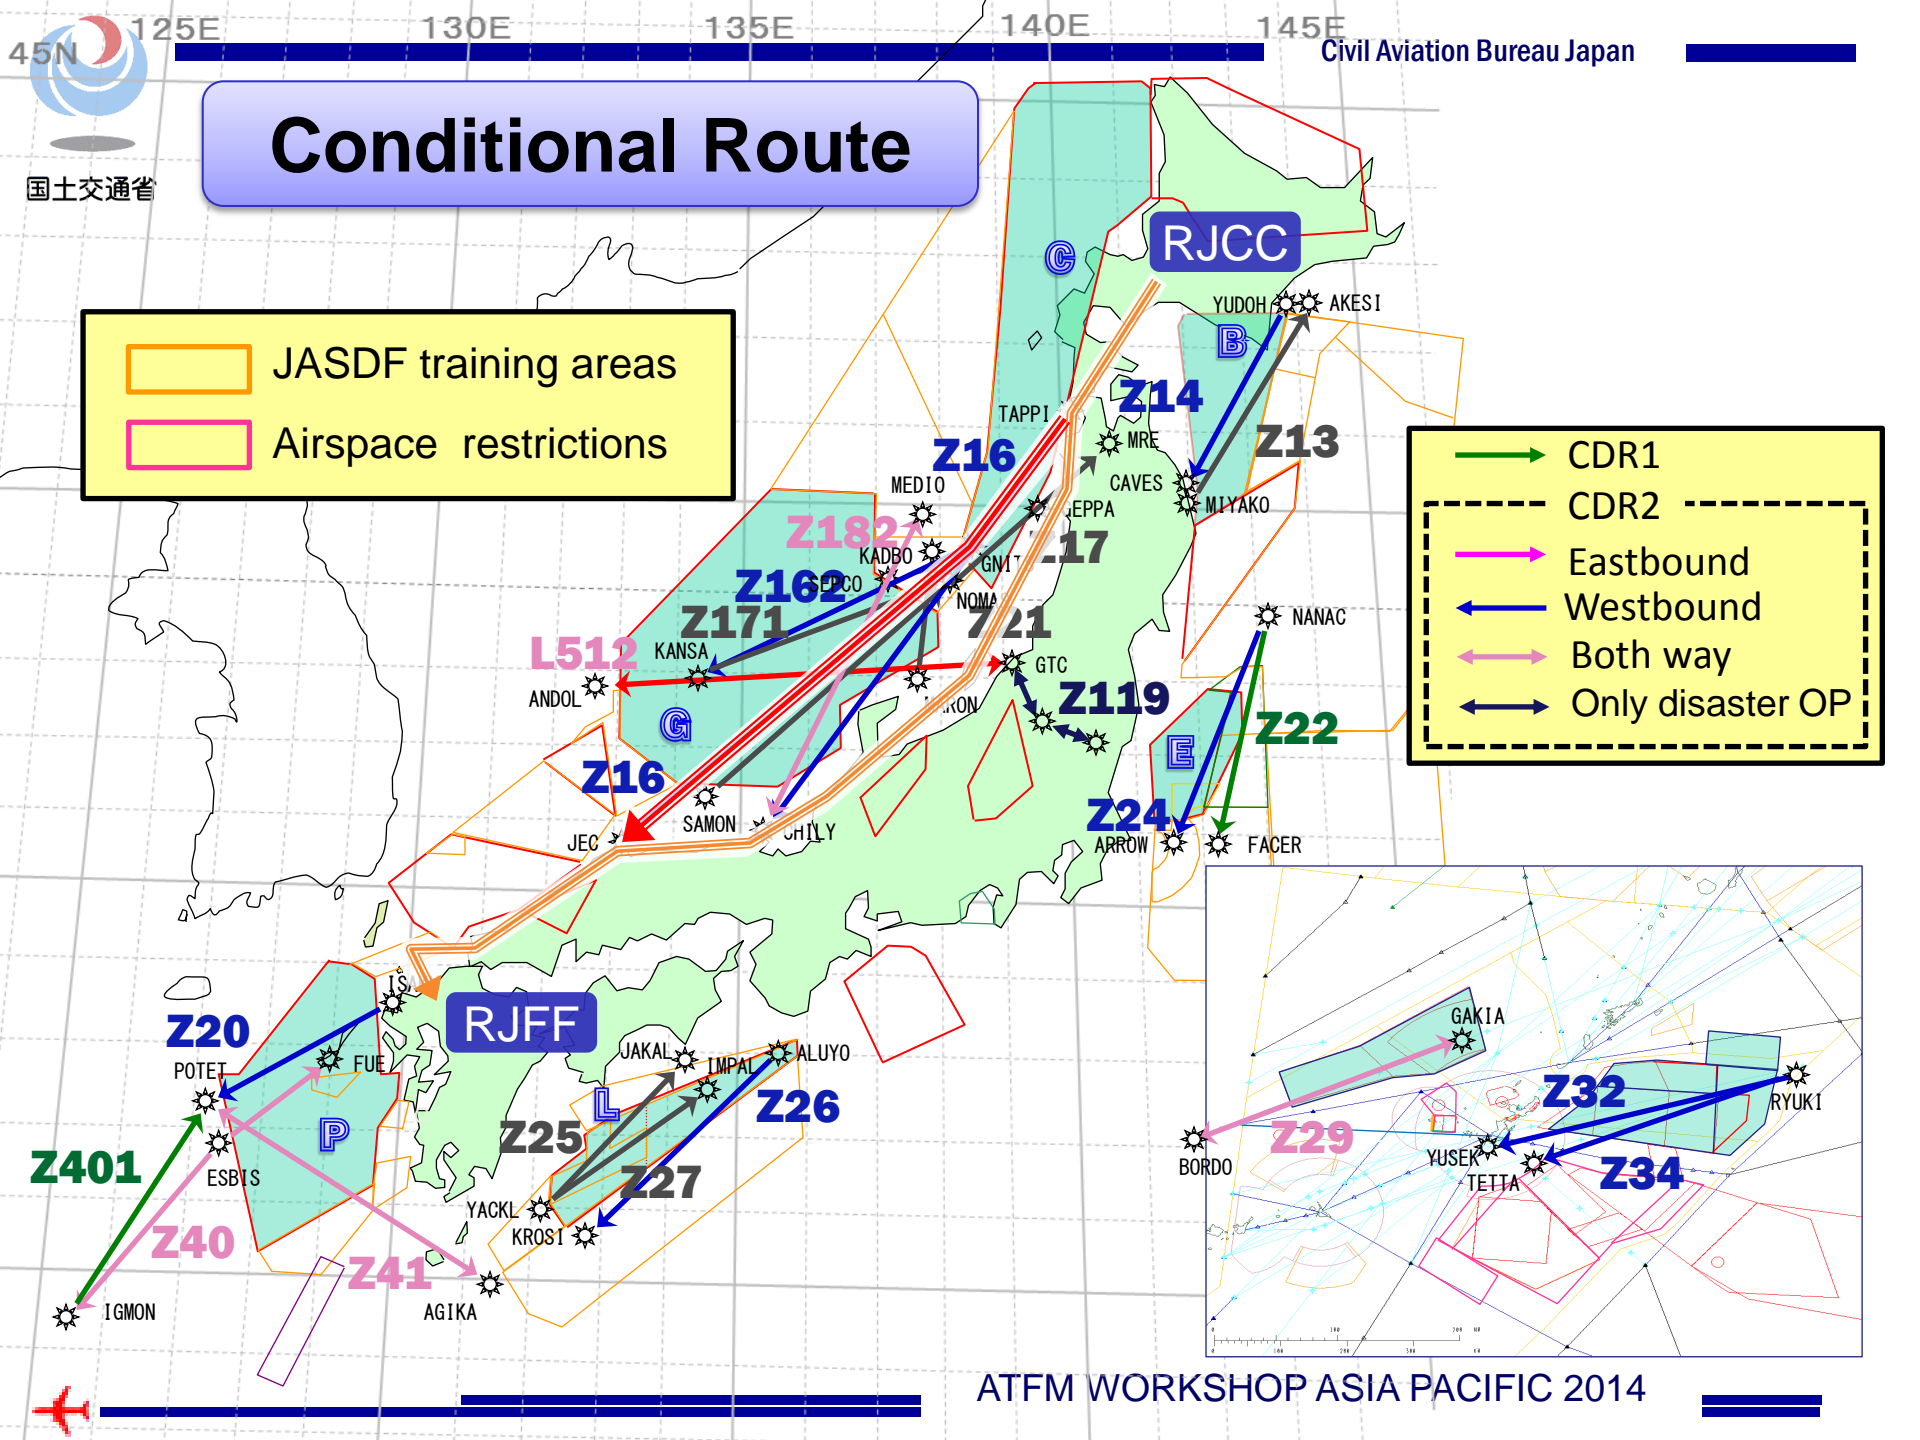 125E
130E
135E
140E
145E
45N
Civil Aviation Bureau Japan
Conditional Route
国土交通省
RJCC
C
YUDOH
AKESI
B
JASDF training areas
Airspace restrictions
Z14
TAPPI
MRE
Z13
Z16
CAVES
MEDIO
MIYAKO
CDR1
CDR2
Eastbound
Westbound
Both way
Only disaster OP
Z182
KADBO
Z162
SEPCO
Z171
NANAC
L512
KANSA
GTC
ANDOL
Z119
G
Z22
E
Z16
Z24
SAMON
JEC
ARROW
FACER
RJFF
Z20
POTET
FUE
JAKAL
IMPAL
ALUYO
L
Z26
P
Z25
Z401
ESBIS
Z27
YACKL
KROSI
Z40
Z41
IGMON
AGIKA
GAKIA
Z32
RYUKI
Z29
BORDO
YUSEK
TETTA
Z34
ATFM WORKSHOP ASIA PACIFIC 2014